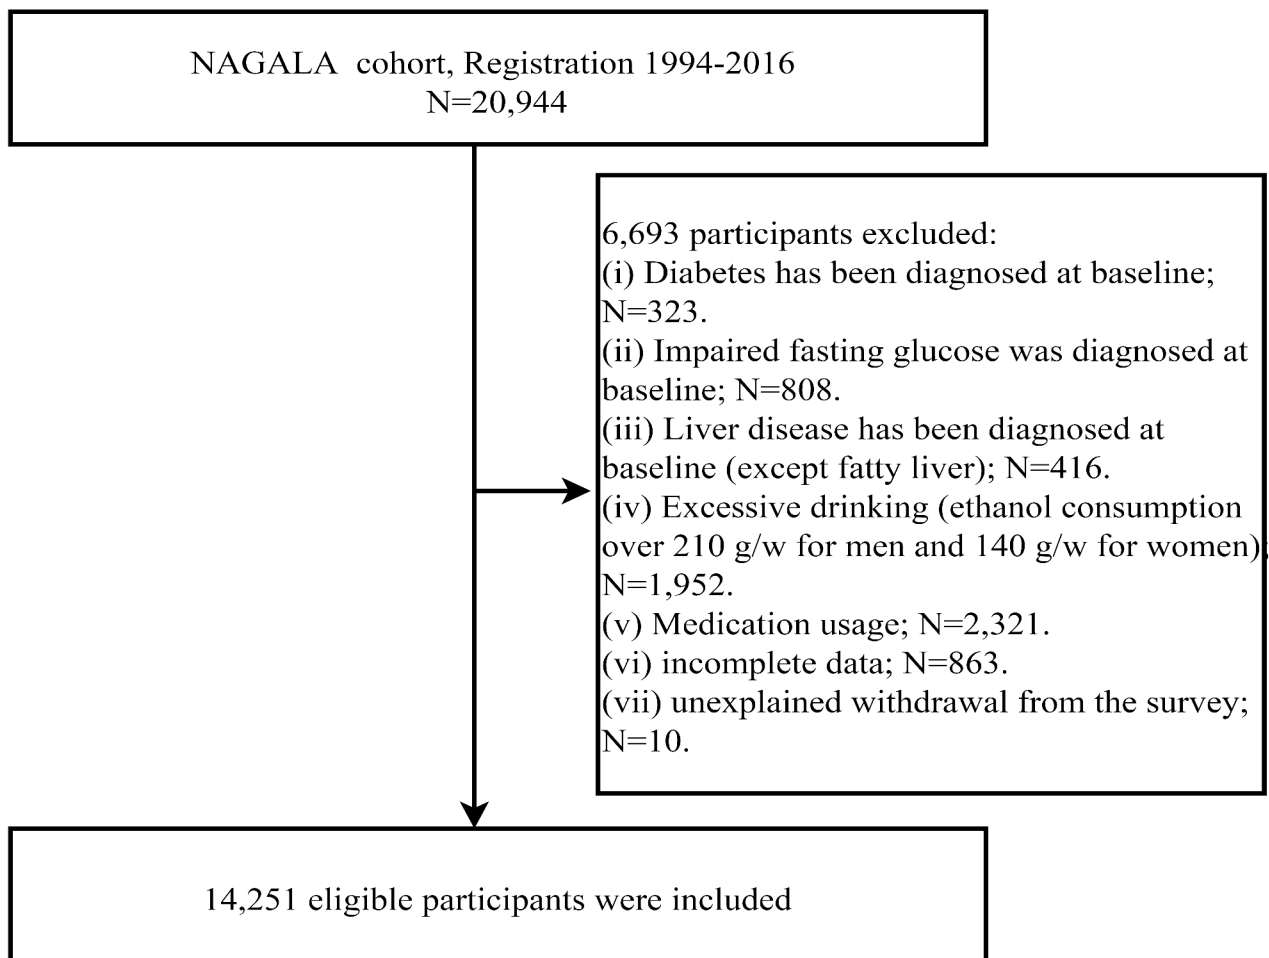 NAGALA cohort, Registration 1994-2016
N=20,944
6,693 participants excluded:
(i) Diabetes has been diagnosed at baseline;
N=323.
(ii) Impaired fasting glucose was diagnosed at
baseline; N=808.
(iii) Liver disease has been diagnosed at
baseline (except fatty liver); N=416.
(iv) Excessive drinking (ethanol consumption
over 210 g/w for men and 140 g/w for women);
N=1,952.
(v) Medication usage; N=2,321.
(vi) incomplete data; N=863.
(vii) unexplained withdrawal from the survey;
N=10.
14,251 eligible participants were included